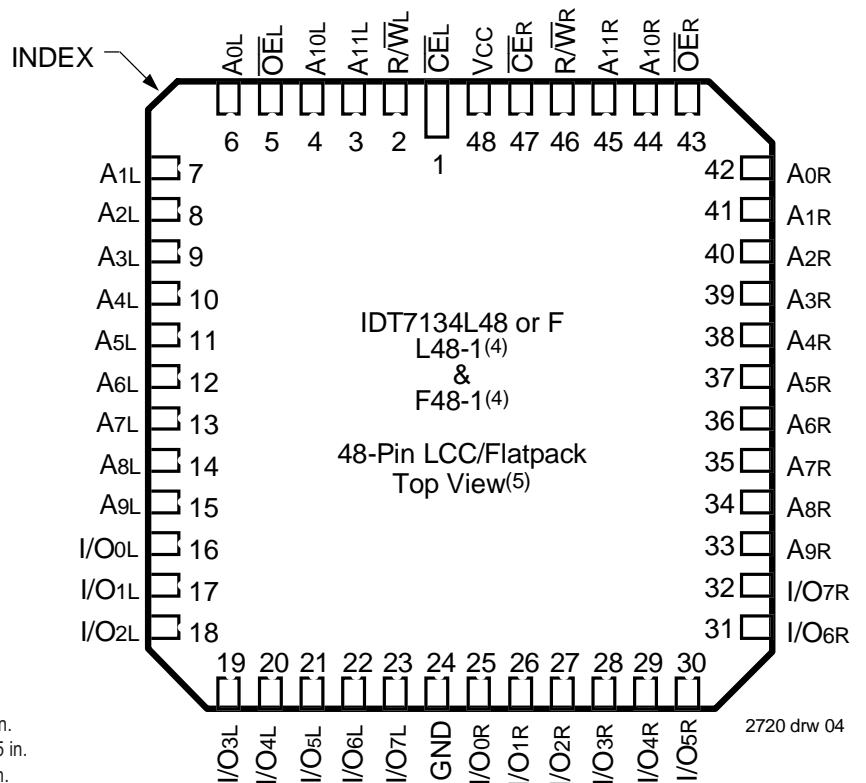 INDEX
A0L
OEL
A10L
A11L
R/WL
CEL
VCC
CER
R/WR
A11R
A10R
OER
6 5 4 3 2 1 48 47 46 45 44 43
A1L 7
A2L 8
A3L 9
A4L 10
A5L 11
A6L 12
A7L 13
A8L 14
A9L 15
I/O0L 16
I/O1L 17
I/O2L 18
IDT7134L48 or F
L48-1(4)
&
F48-1(4)
48-Pin LCC/Flatpack
Top View(5)
42 A0R
41 A1R
40 A2R
39 A3R
38 A4R
37 A5R
36 A6R
35 A7R
34 A8R
33 A9R
32 I/O7R
31 I/O6R
19 20 21 22 23 24 25 26 27 28 29 30
I/O3L
I/O4L
I/O5L
I/O6L
I/O7L
GND
I/O0R
I/O1R
I/O2R
I/O3R
I/O4R
I/O5R
2720 drw 04
in.